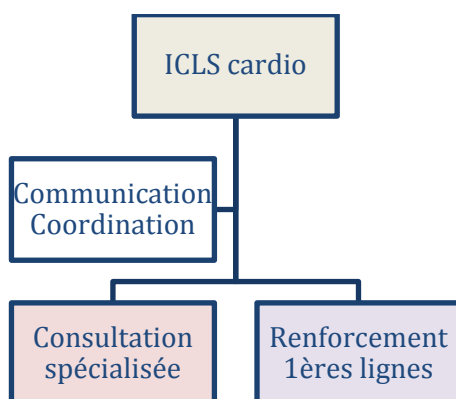 ICLS cardio
Communication
Coordination
Consultation
spécialisée
Renforcement
1ères lignes